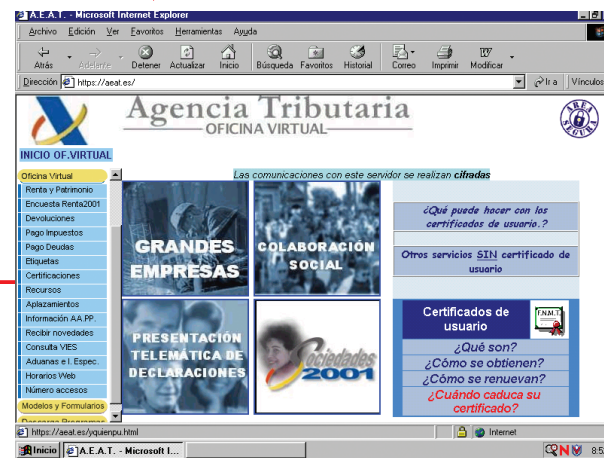 A.E.A.T. - Microsoft Internet Explorer
Archivo Edición Ver Favoritos Herramientas Ayuda
Atrás Adelante Detener Actualizar Inicio Búsqueda Favoritos Historial Correo Imprimir Modificar
Dirección https://aeat.es/ Ir a Vínculos
Agencia Tributaria
OFICINA VIRTUAL
AREA SEGURA
INICIO OF.VIRTUAL
Las comunicaciones con este servidor se realizan cifradas
Oficina Virtual
Renta y Patrimonio
Encuesta Renta2001
Devoluciones
Pago Impuestos
Pago Deudas
Etiquetas
Certificaciones
Recursos
Aplazamientos
Información AA.PP.
Recibir novedades
Consulta VIES
Aduanas e I. Espec.
Horarios Web
Número accesos
Modelos y Formularios
Descarga Programas
GRANDES
EMPRESAS
COLABORACIÓN
SOCIAL
PRESENTACIÓN
TELEMÁTICA DE
DECLARACIONES
Sociedades
2001
¿Qué puede hacer con los
certificados de usuario.?
Otros servicios SIN certificado de
usuario
Certificados de
usuario
F.N.M.T.
¿Qué son?
¿Cómo se obtienen?
¿Cómo se renuevan?
¿Cuándo caduca su
certificado?
https://aeat.es/yquienpu.html Internet
Inicio A.E.A.T. - Microsoft I... 8:5